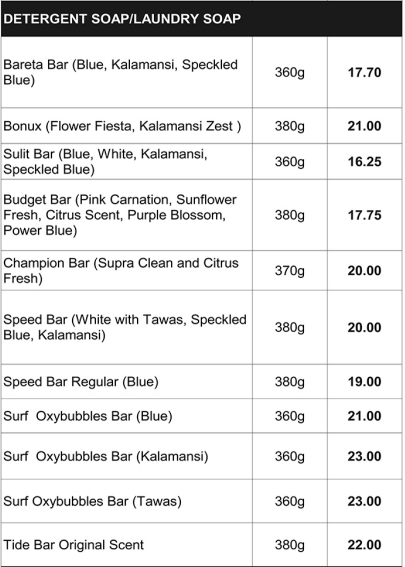 DETERGENT SOAP/LAUNDRY SOAP
Bareta Bar (Blue, Kalamansi, Speckled
Blue)
360g
17.70
Bonux (Flower Fiesta, Kalamansi Zest )
380g
21.00
Sulit Bar (Blue, White, Kalamansi,
Speckled Blue)
360g
16.25
Budget Bar (Pink Carnation, Sunflower
Fresh, Citrus Scent, Purple Blossom,
Power Blue)
380g
17.75
Champion Bar (Supra Clean and Citrus
Fresh)
370g
20.00
Speed Bar (White with Tawas, Speckled
Blue, Kalamansi)
380g
20.00
Speed Bar Regular (Blue)
380g
19.00
Surf  Oxybubbles Bar (Blue)
360g
21.00
Surf  Oxybubbles Bar (Kalamansi)
360g
23.00
Surf Oxybubbles Bar (Tawas)
360g
23.00
Tide Bar Original Scent
380g
22.00